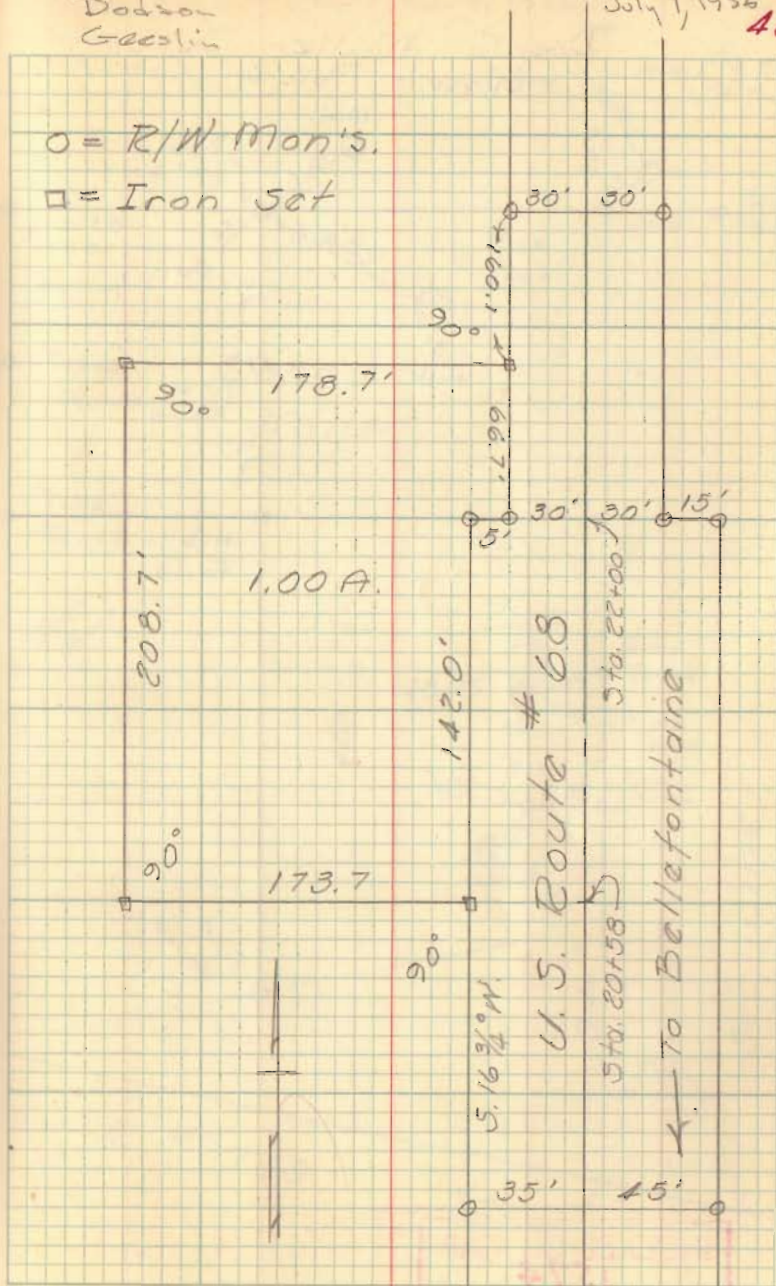 Dodson
Geeslin
July 1, 1956
4.
O = R/W Mon's.
□ = Iron Set
30' 30'
160.1
90°
178.7'
90°
66.7'
5' 30' 30' 15'
Sta. 22+00
208.7'
1.00 A.
142.0'
U.S. Route # 68
To Bellefontaine
90°
173.7
90°
Sta. 20+58
S. 16 3/4° W.
35' 45'